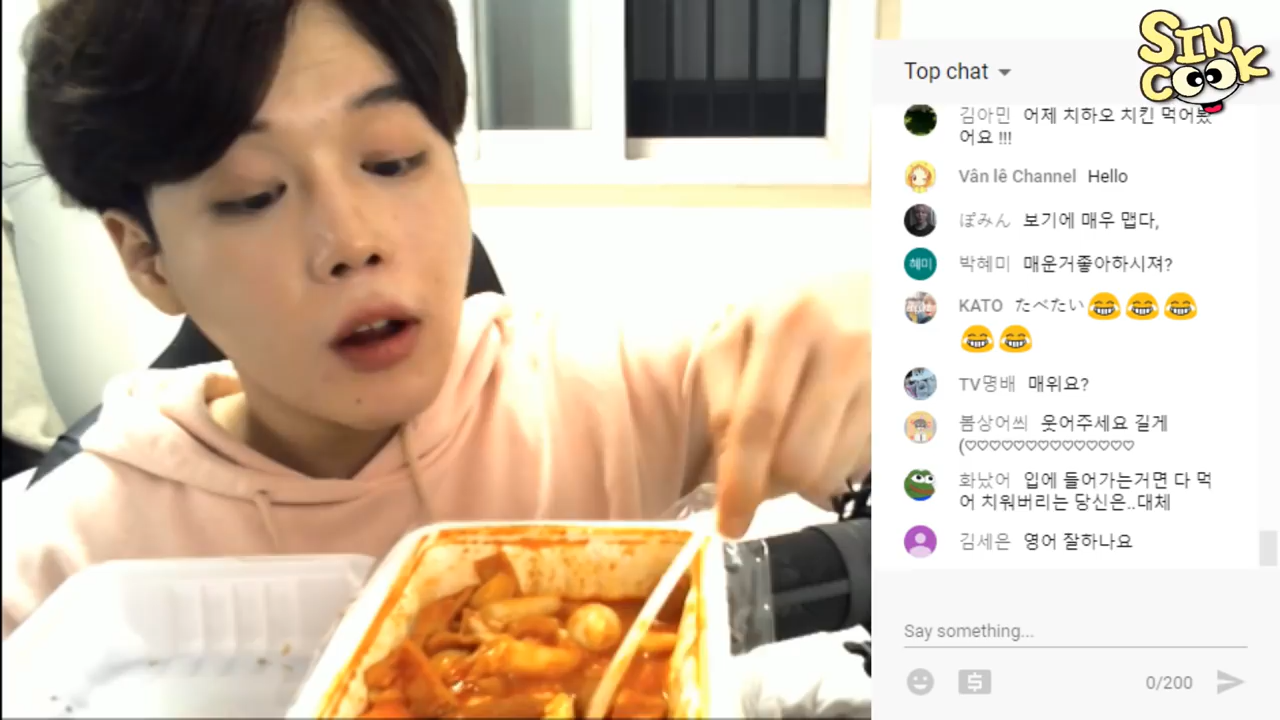 SIN
COOK
Top chat
김아민 어제 치하오 치킨 먹어봤
어요 !!!
Vân lê Channel Hello
ぽみん 보기에 매우 맵다,
혜미 박혜미 매운거좋아하시져?
KATO たべたい😂😂😂
😂😂
TV명배 매워요?
봄상어씨 웃어주세요 길게
(♡♡♡♡♡♡♡♡♡♡♡♡♡♡
화났어 입에 들어가는거면 다 먹
어 치워버리는 당신은..대체
김세은 영어 잘하나요
Say something...
0/200